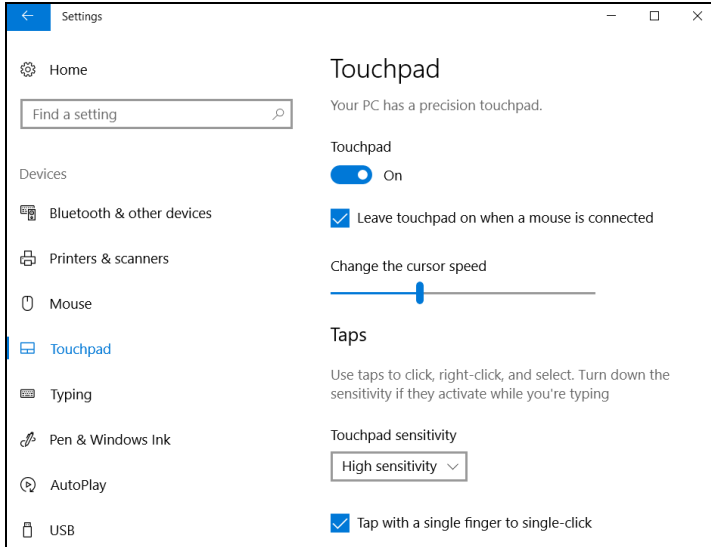 Settings
Home
Find a setting
Devices
Bluetooth & other devices
Printers & scanners
Mouse
Touchpad
Typing
Pen & Windows Ink
AutoPlay
USB
Touchpad
Your PC has a precision touchpad.
Touchpad
On
Leave touchpad on when a mouse is connected
Change the cursor speed
Taps
Use taps to click, right-click, and select. Turn down the
sensitivity if they activate while you're typing
Touchpad sensitivity
High sensitivity
Tap with a single finger to single-click